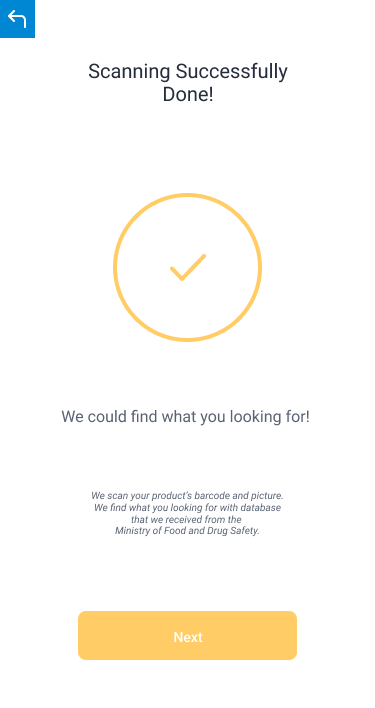 Scanning Successfully
Done!
We could find what you looking for!
We scan your product's barcode and picture.
We find what you looking for with database
that we received from the
Ministry of Food and Drug Safety.
Next